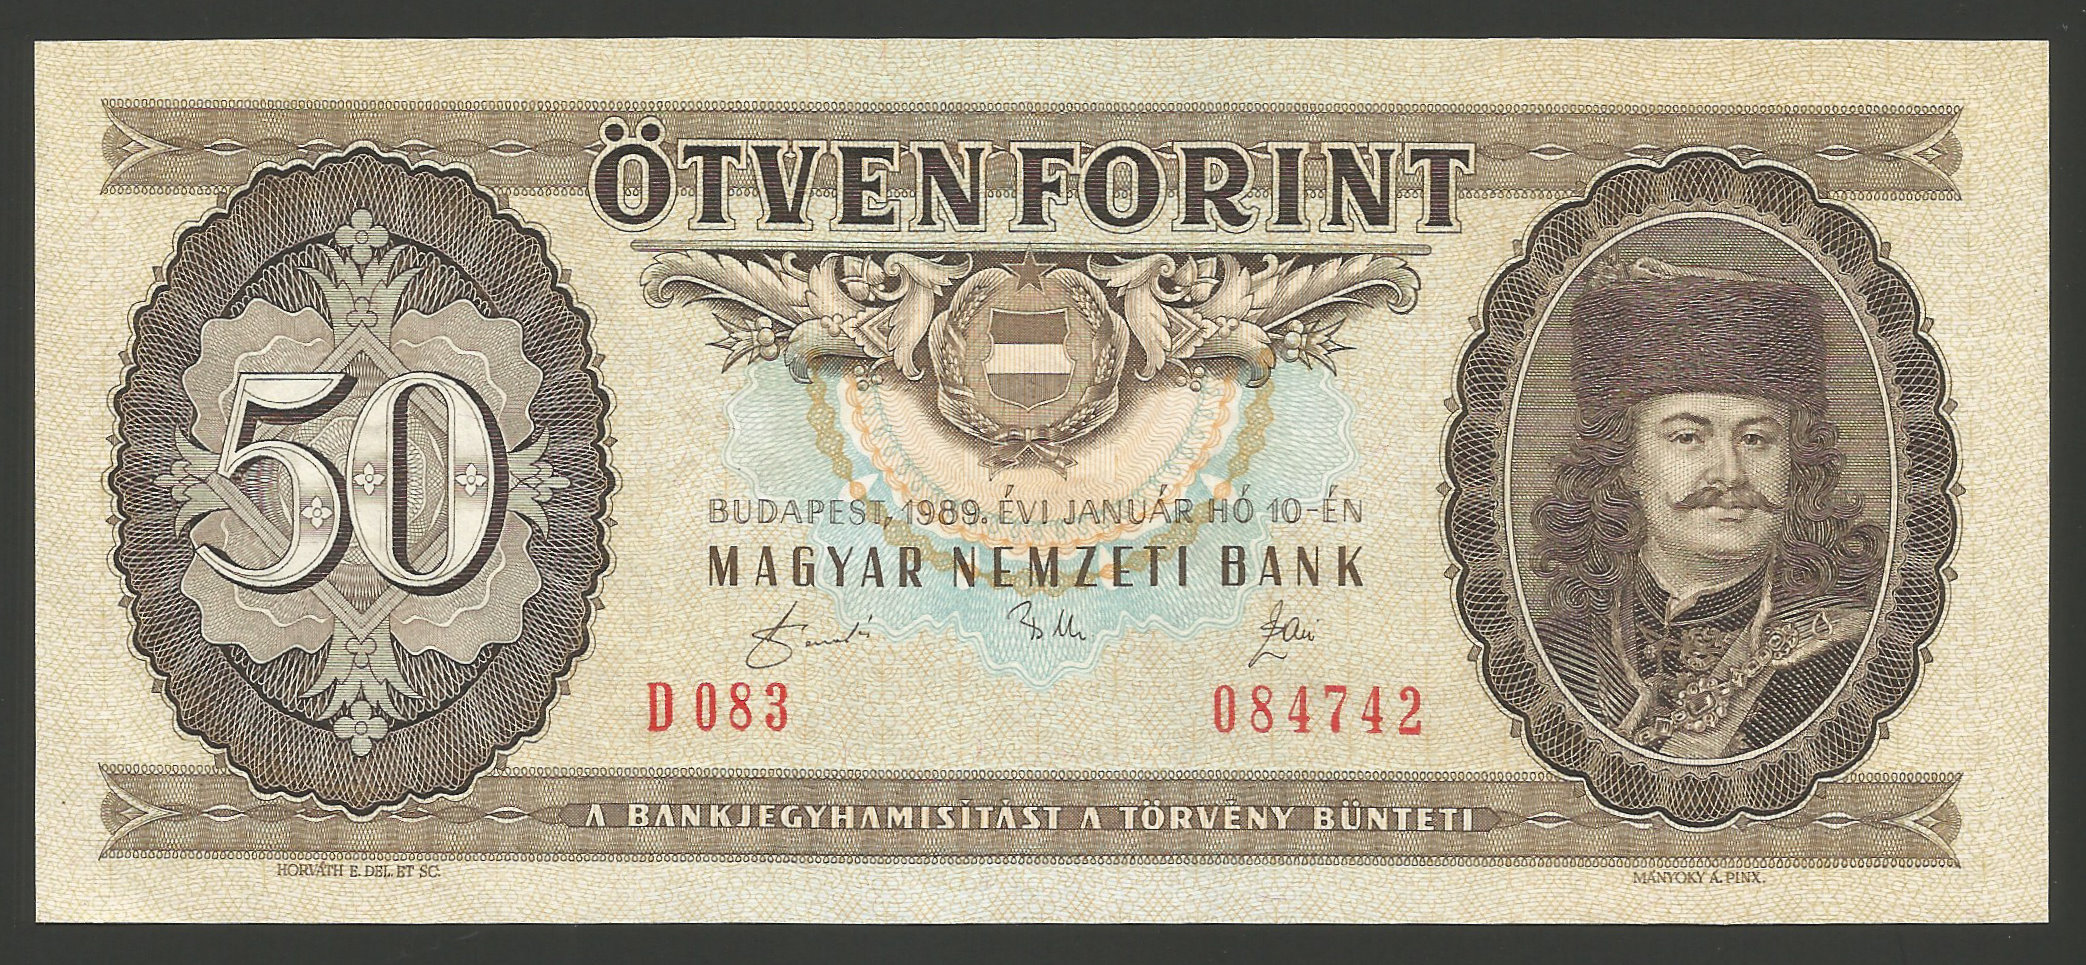 ÖTVEN FORINT
50
BUDAPEST, 1989. ÉVI JANUÁR HÓ 10-ÉN
MAGYAR NEMZETI BANK
D 083
084742
A BANKJEGYHAMISÍTÁST A TÖRVÉNY BÜNTETI
HORVÁTH E. DEL. ET SC.
MÁNYOKY Á. PINX.